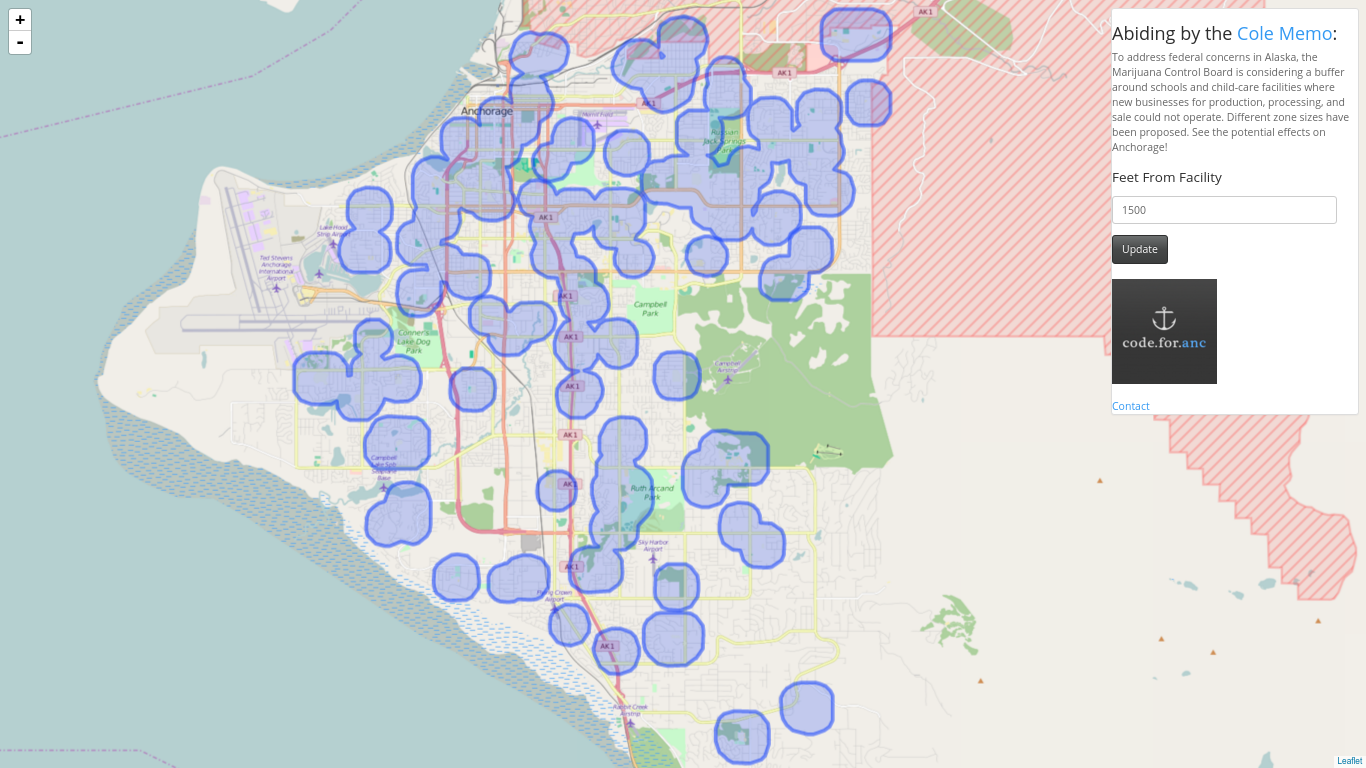 +
-
Abiding by the Cole Memo:
To address federal concerns in Alaska, the
Marijuana Control Board is considering a buffer
around schools and child-care facilities where
new businesses for production, processing, and
sale could not operate. Different zone sizes have
been proposed. See the potential effects on
Anchorage!
Feet From Facility
1500
Update
code.for.anc
Contact
AK1
AK1
AK1
Anchorage
Merrill Field
Russian
Jack Springs
Park
AK1
Lake Hood
Strip Airport
Ted Stevens
Anchorage
International
Airport
AK1
Campbell
Park
AK1
Connor's
Lake Dog
Park
Campbell
Airstrip
AK1
AK1
Campbell
Lake Seaplane
Base
AK1
Ruth Arcand
Park
Sky Harbor
Airport
AK1
Flying Crown
Airport
AK1
Rabbit Creek
Airstrip
Leaflet